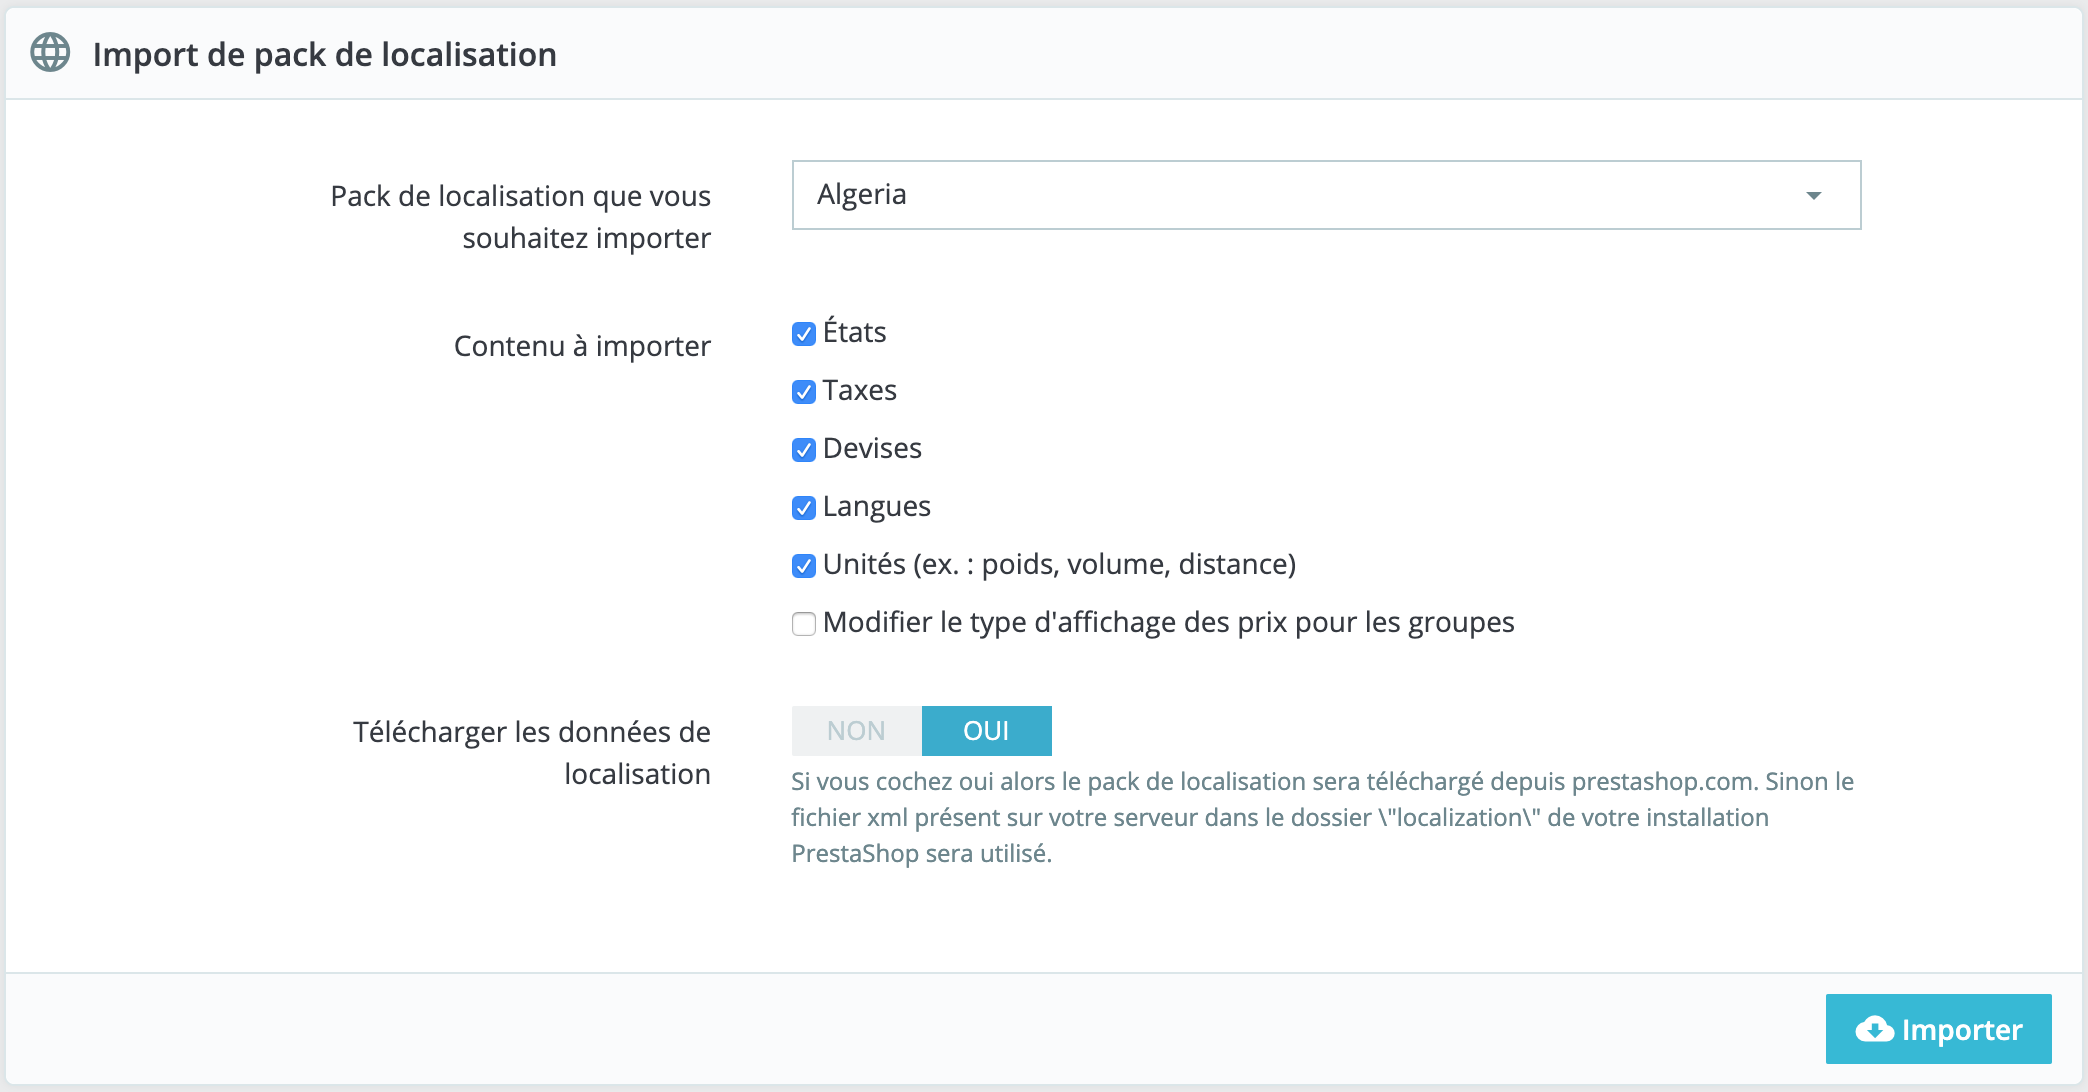 Import de pack de localisation
Pack de localisation que vous
souhaitez importer
Algeria
Contenu à importer
États
Taxes
Devises
Langues
Unités (ex. : poids, volume, distance)
Modifier le type d'affichage des prix pour les groupes
Télécharger les données de
localisation
NON OUI
Si vous cochez oui alors le pack de localisation sera téléchargé depuis prestashop.com. Sinon le
fichier xml présent sur votre serveur dans le dossier \"localization\" de votre installation
PrestaShop sera utilisé.
Importer